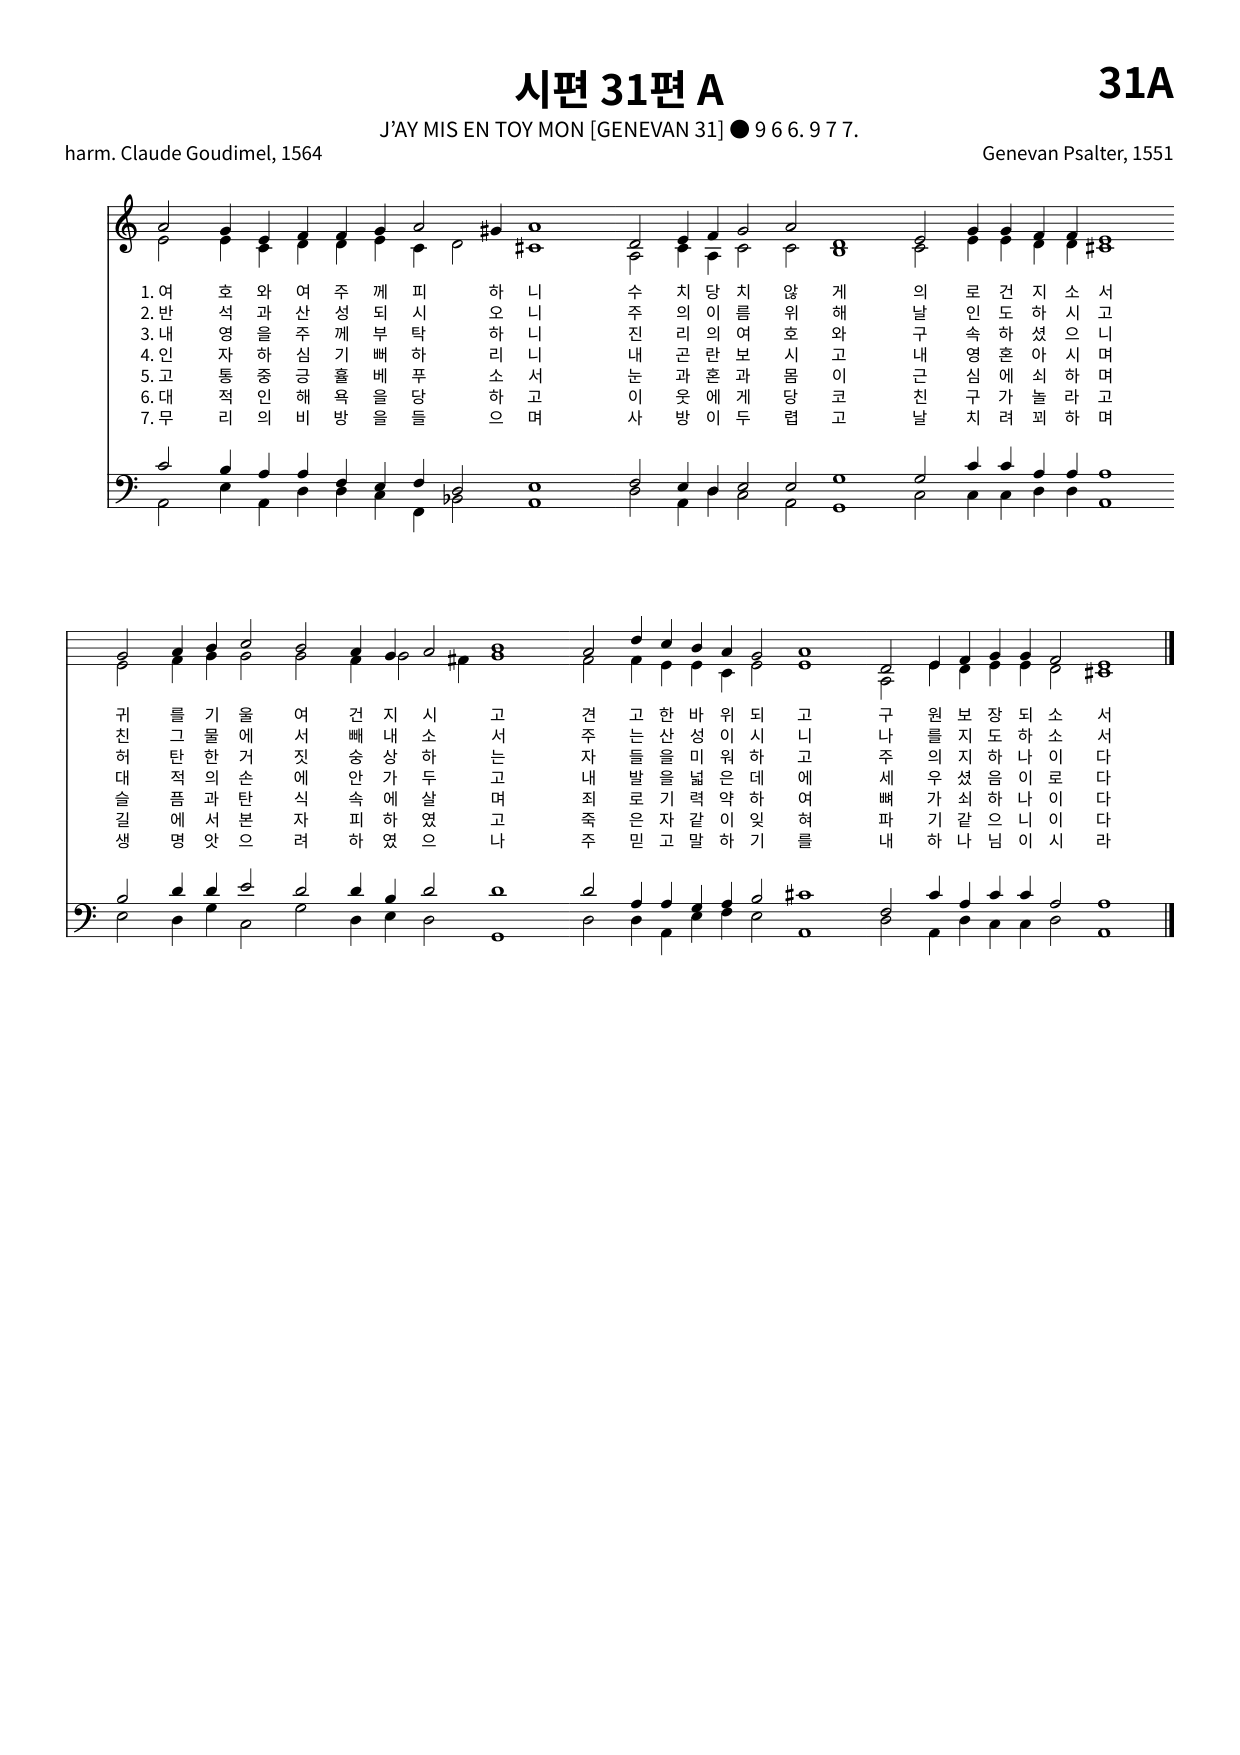 시편 31편 A
31A
J’AY MIS EN TOY MON [GENEVAN 31] ● 9 6 6. 9 7 7.
harm. Claude Goudimel, 1564
Genevan Psalter, 1551
1. 여 호 와 여 주 께 피 하 니 수 치 당 치 않 게 의 로 건 지 소 서
2. 반 석 과 산 성 되 시 오 니 주 의 이 름 위 해 날 인 도 하 시 고
3. 내 영 을 주 께 부 탁 하 니 진 리 의 여 호 와 구 속 하 셨 으 니
4. 인 자 하 심 기 뻐 하 리 니 내 곤 란 보 시 고 내 영 혼 아 시 며
5. 고 통 중 긍 휼 베 푸 소 서 눈 과 혼 과 몸 이 근 심 에 쇠 하 며
6. 대 적 인 해 욕 을 당 하 고 이 웃 에 게 당 코 친 구 가 놀 라 고
7. 무 리 의 비 방 을 들 으 며 사 방 이 두 렵 고 날 치 려 꾀 하 며
귀 를 기 울 여 건 지 시 고 견 고 한 바 위 되 고 구 원 보 장 되 소 서
친 그 물 에 서 빼 내 소 서 주 는 산 성 이 시 니 나 를 지 도 하 소 서
허 탄 한 거 짓 숭 상 하 는 자 들 을 미 워 하 고 주 의 지 하 나 이 다
대 적 의 손 에 안 가 두 고 내 발 을 넓 은 데 에 세 우 셨 음 이 로 다
슬 픔 과 탄 식 속 에 살 며 죄 로 기 력 약 하 여 뼈 가 쇠 하 나 이 다
길 에 서 본 자 피 하 였 고 죽 은 자 같 이 잊 혀 파 기 같 으 니 이 다
생 명 앗 으 려 하 였 으 나 주 믿 고 말 하 기 를 내 하 나 님 이 시 라